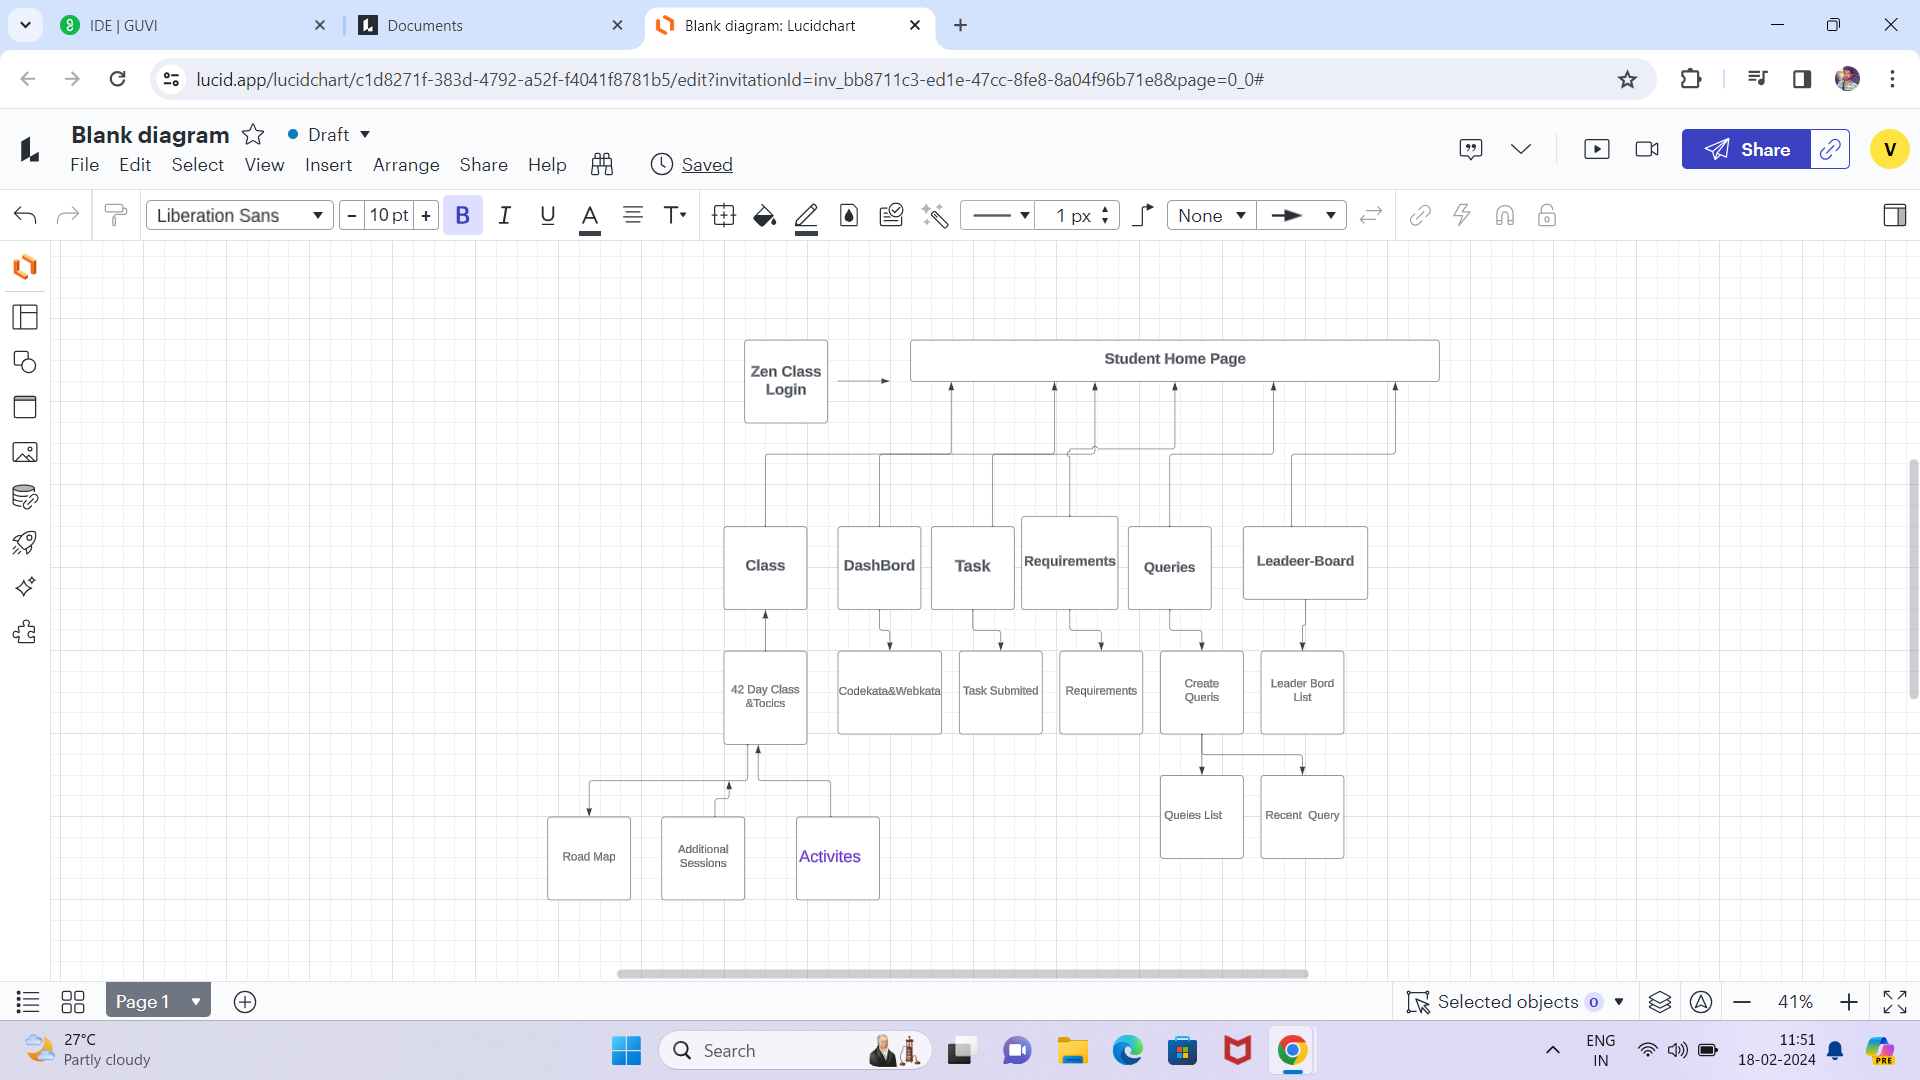 IDE | GUVI
Documents
Blank diagram: Lucidchart
lucid.app/lucidchart/c1d8271f-383d-4792-a52f-f4041f8781b5/edit?invitationId=inv_bb8711c3-ed1e-47cc-8fe8-8a04f96b71e8&page=0_0#
Blank diagram
Draft
File Edit Select View Insert Arrange Share Help
Saved
Share
V
Liberation Sans
- 10 pt +
B I U A T
1 px
None
Zen Class
Login
Student Home Page
Class
DashBord
Task
Requirements
Queries
Leadeer-Board
42 Day Class
&Tocics
Codekata&Webkata
Task Submited
Requirements
Create
Queris
Leader Bord
List
Road Map
Additional
Sessions
Activites
Queies List
Recent Query
Page 1
Selected objects 0
41%
27°C
Partly cloudy
Search
ENG
IN
11:51
18-02-2024
PRE